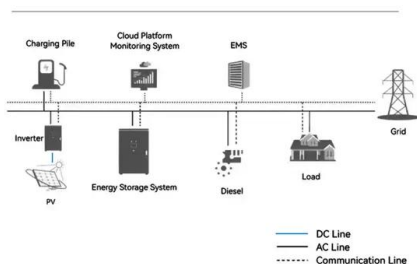 Charging Pile
Cloud Platform
Monitoring System
EMS
Grid
Inverter
PV
Energy Storage System
Diesel
Load
DC Line
AC Line
Communication Line